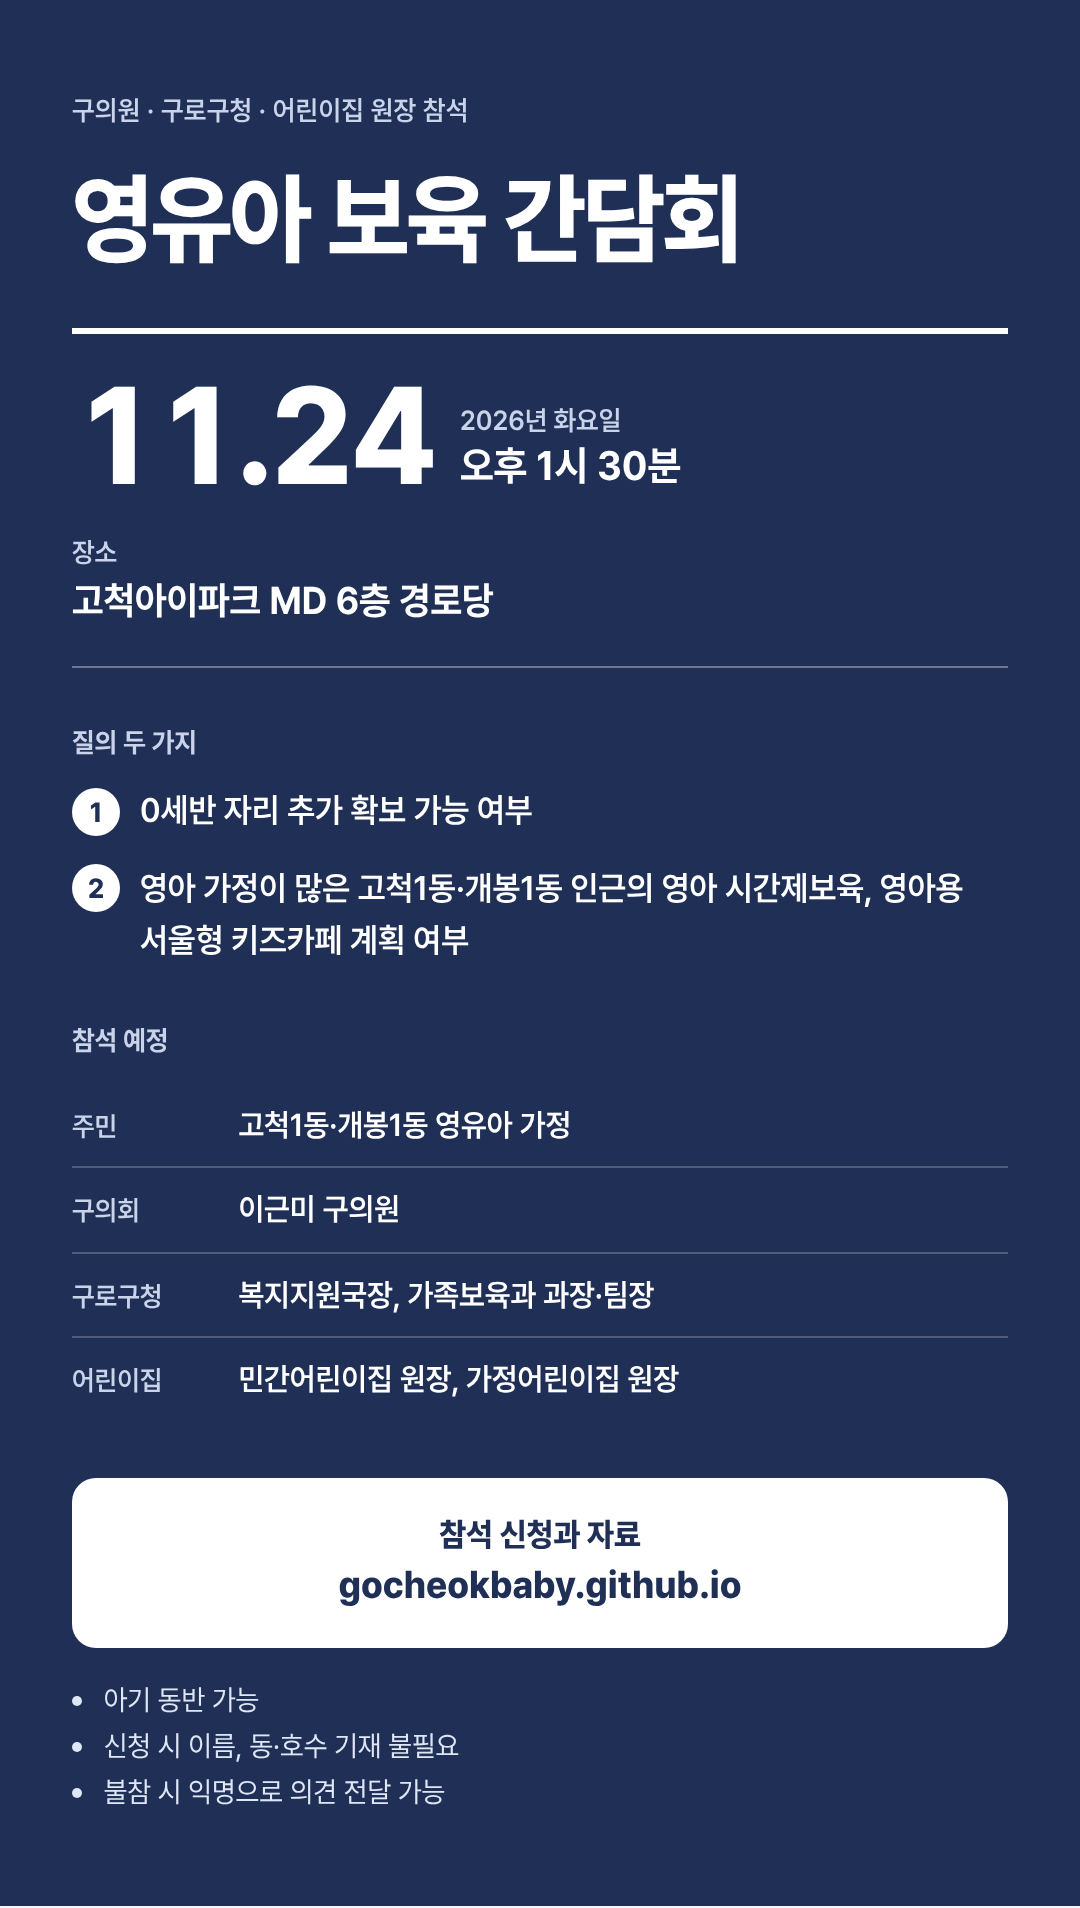 구의원 · 구로구청 · 어린이집 원장 참석
영유아 보육 간담회
11.24
2026년 화요일
오후 1시 30분
장소
고척아이파크 MD 6층 경로당
질의 두 가지
1 0세반 자리 추가 확보 가능 여부
2 영아 가정이 많은 고척1동·개봉1동 인근의 영아 시간제보육, 영아용
서울형 키즈카페 계획 여부
참석 예정
주민 고척1동·개봉1동 영유아 가정
구의회 이근미 구의원
구로구청 복지지원국장, 가족보육과 과장·팀장
어린이집 민간어린이집 원장, 가정어린이집 원장
참석 신청과 자료
gocheokbaby.github.io
• 아기 동반 가능
• 신청 시 이름, 동·호수 기재 불필요
• 불참 시 익명으로 의견 전달 가능